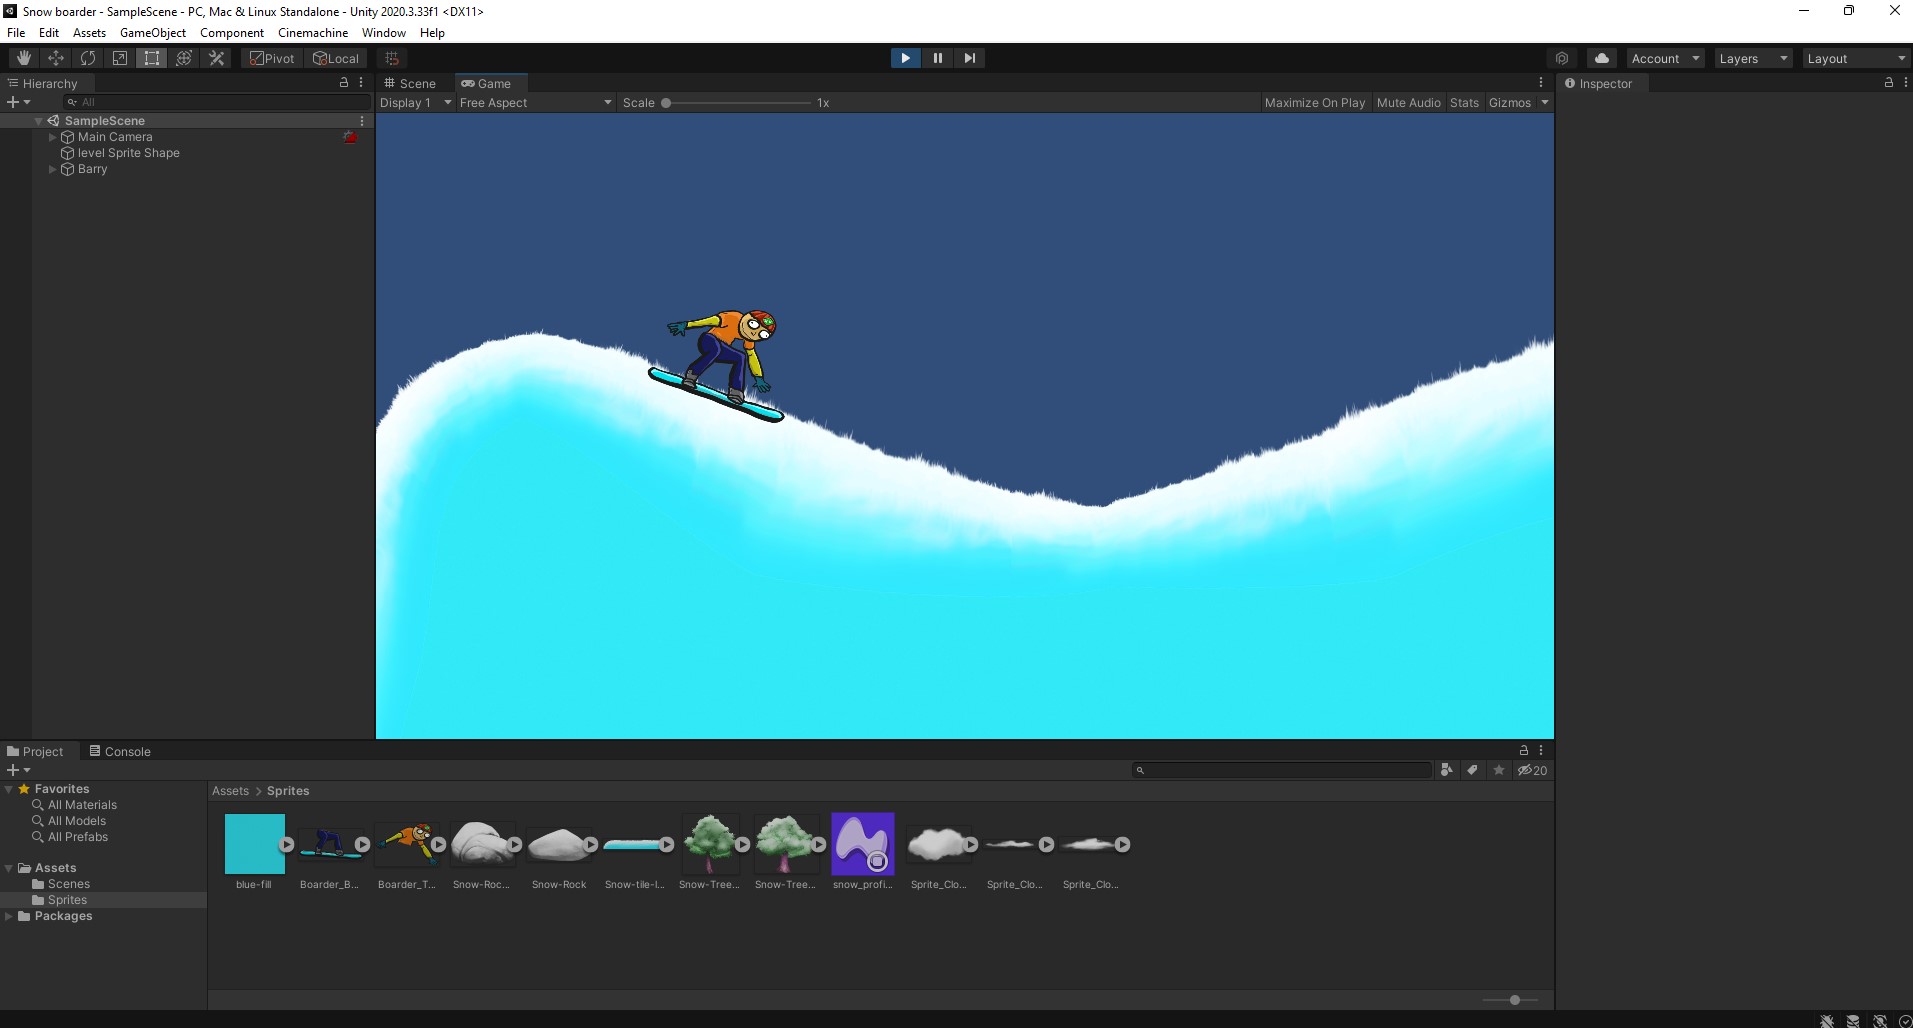 Snow boarder - SampleScene - PC, Mac & Linux Standalone - Unity 2020.3.33f1 <DX11>
File Edit Assets GameObject Component Cinemachine Window Help
Pivot Local Account Layers Layout
Hierarchy
All
SampleScene
Main Camera
level Sprite Shape
Barry
Scene Game
Display 1 Free Aspect Scale 1x Maximize On Play Mute Audio Stats Gizmos
Inspector
Project Console
20
Favorites
All Materials
All Models
All Prefabs
Assets
Scenes
Sprites
Packages
Assets > Sprites
blue-fill Boarder_B... Boarder_T... Snow-Roc... Snow-Rock Snow-tile-l... Snow-Tree... Snow-Tree... snow_profi... Sprite_Clo... Sprite_Clo... Sprite_Clo...